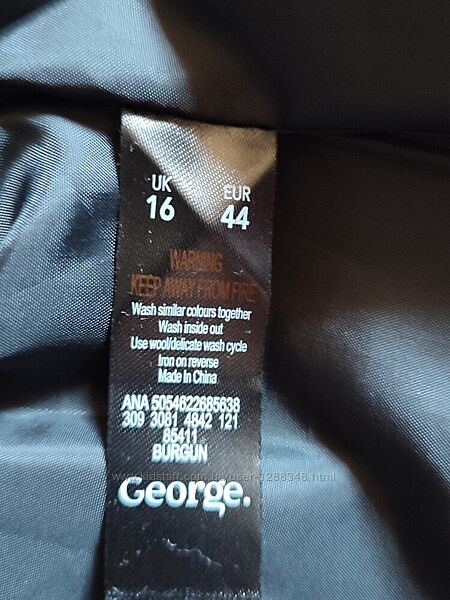 UK EUR
16 44
WARNING
KEEP AWAY FROM FIRE
Wash similar colours together
Wash inside out
Use wool/delicate wash cycle
Iron on reverse
Made in China
ANA 5054622685638
309 3081 4842 121
85411
BURGUN
George.